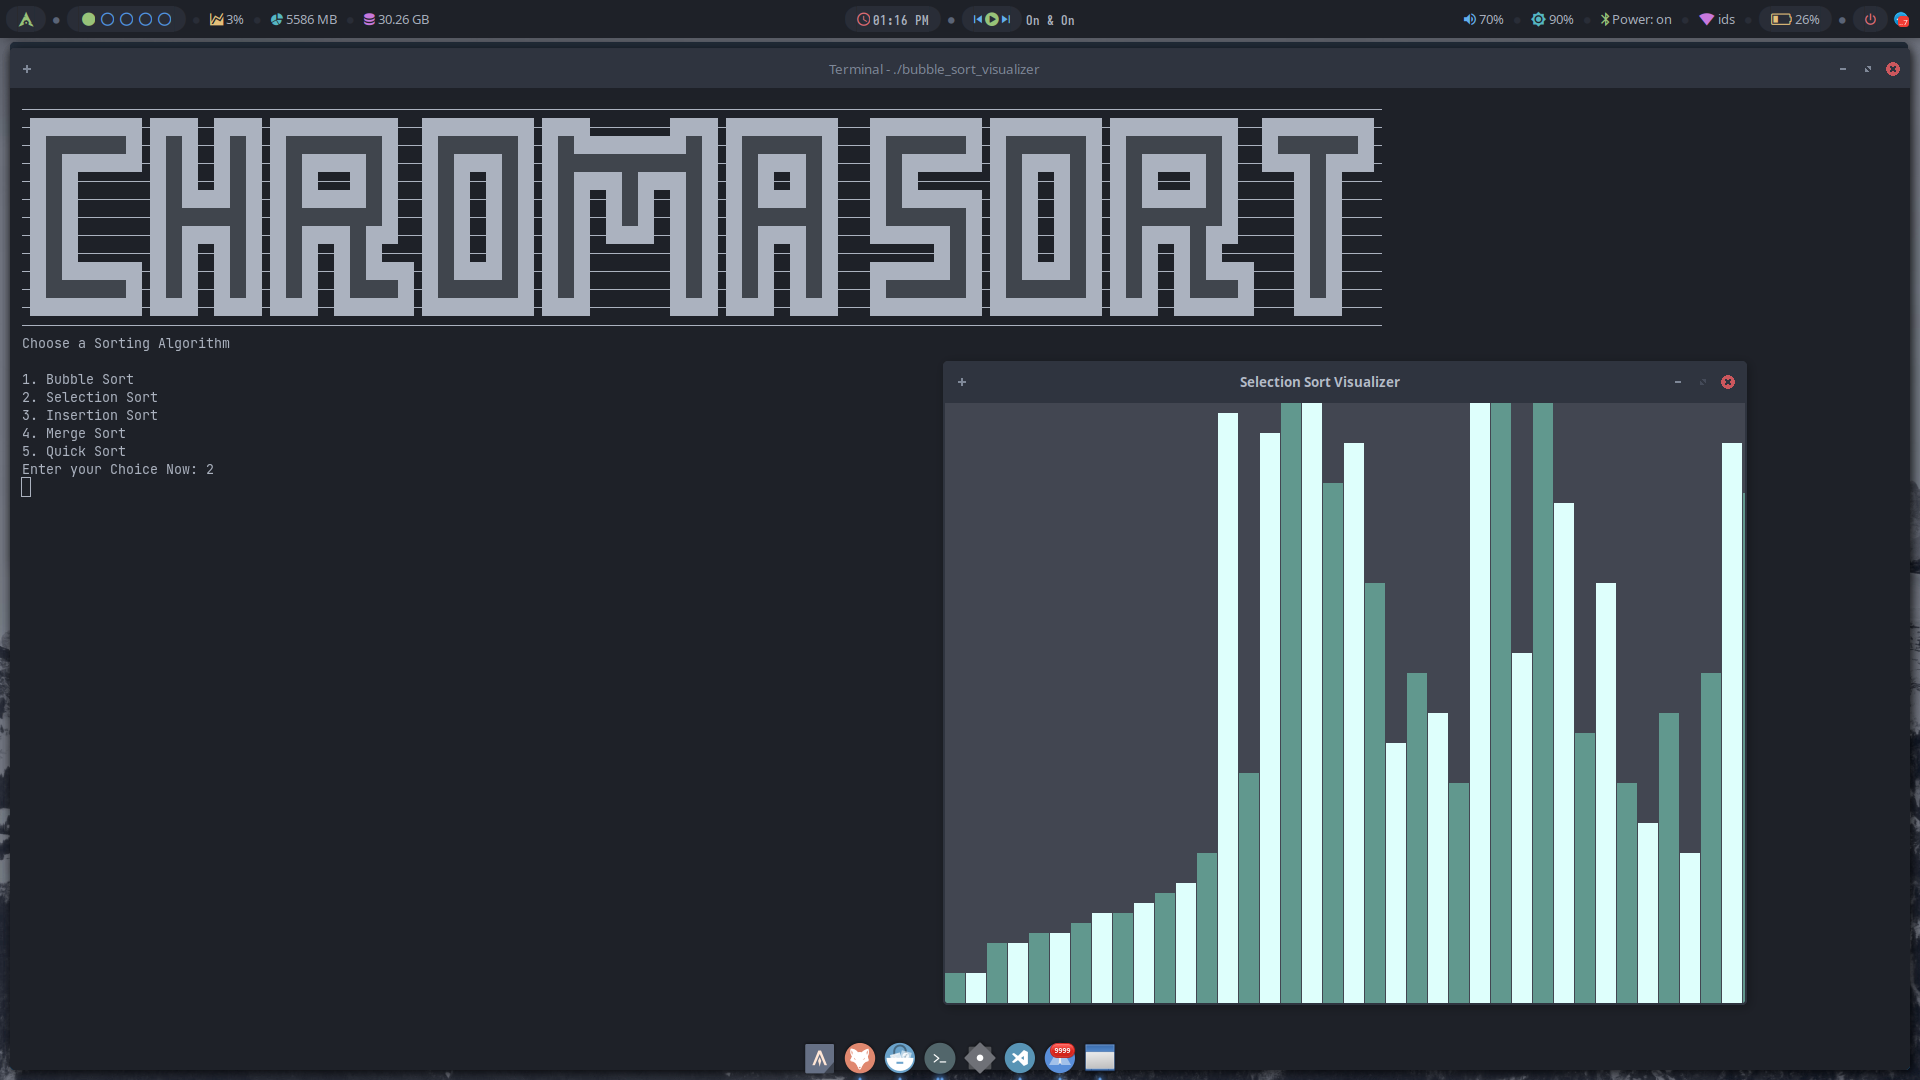 3%
5586 MB
30.26 GB
01:16 PM
On & On
70%
90%
Power: on
ids
26%
Terminal - ./bubble_sort_visualizer
CHROMA SORT
Choose a Sorting Algorithm
1. Bubble Sort
2. Selection Sort
3. Insertion Sort
4. Merge Sort
5. Quick Sort
Enter your Choice Now: 2
Selection Sort Visualizer
9999